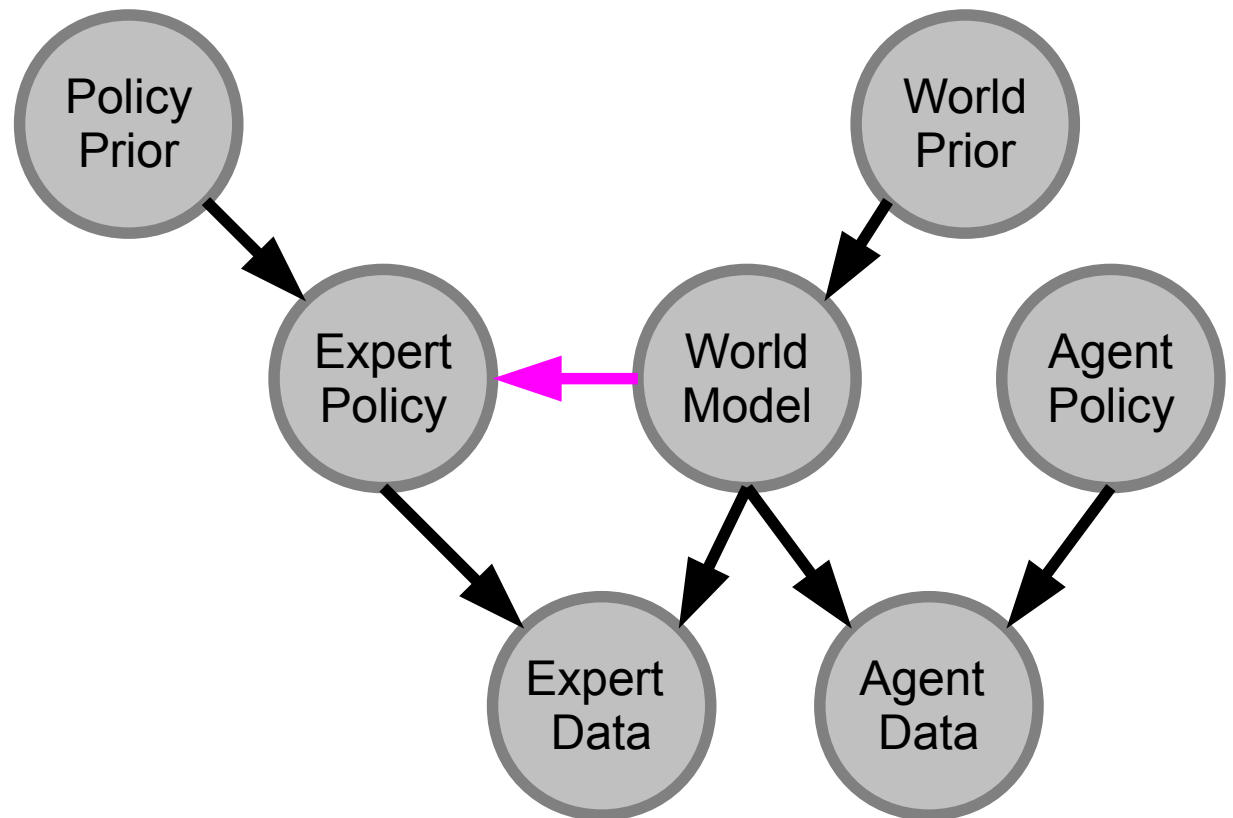 Policy
Prior
World
Prior
Expert
Policy
World
Model
Agent
Policy
Expert
Data
Agent
Data